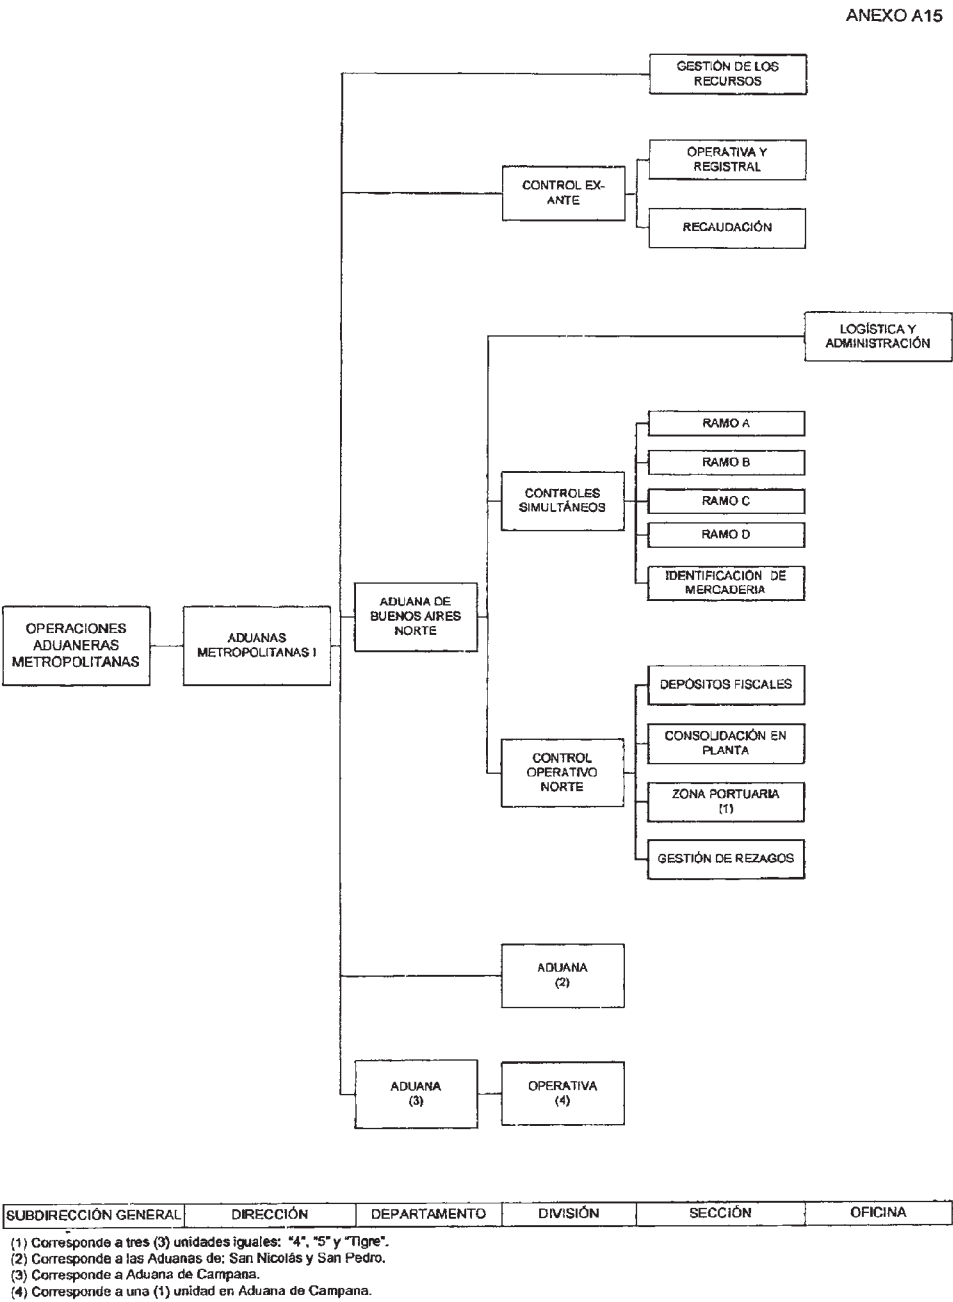 ANEXO A15
GESTIÓN DE LOS
RECURSOS
OPERATIVA Y
REGISTRAL
CONTROL EX-
ANTE
RECAUDACIÓN
LOGÍSTICA Y
ADMINISTRACIÓN
RAMO A
RAMO B
CONTROLES
SIMULTÁNEOS
RAMO C
RAMO D
IDENTIFICACIÓN DE
MERCADERIA
ADUANA DE
BUENOS AIRES
NORTE
OPERACIONES
ADUANERAS
METROPOLITANAS
ADUANAS
METROPOLITANAS I
DEPÓSITOS FISCALES
CONSOLIDACIÓN EN
PLANTA
CONTROL
OPERATIVO
NORTE
ZONA PORTUARIA
(1)
GESTIÓN DE REZAGOS
ADUANA
(2)
ADUANA
(3)
OPERATIVA
(4)
SUBDIRECCIÓN GENERAL
DIRECCIÓN
DEPARTAMENTO
DIVISIÓN
SECCIÓN
OFICINA
(1) Corresponde a tres (3) unidades iguales: "4", "5" y "Tigre".
(2) Corresponde a las Aduanas de; San Nicolás y San Pedro.
(3) Corresponde a Aduana de Campana.
(4) Corresponde a una (1) unidad en Aduana de Campana.